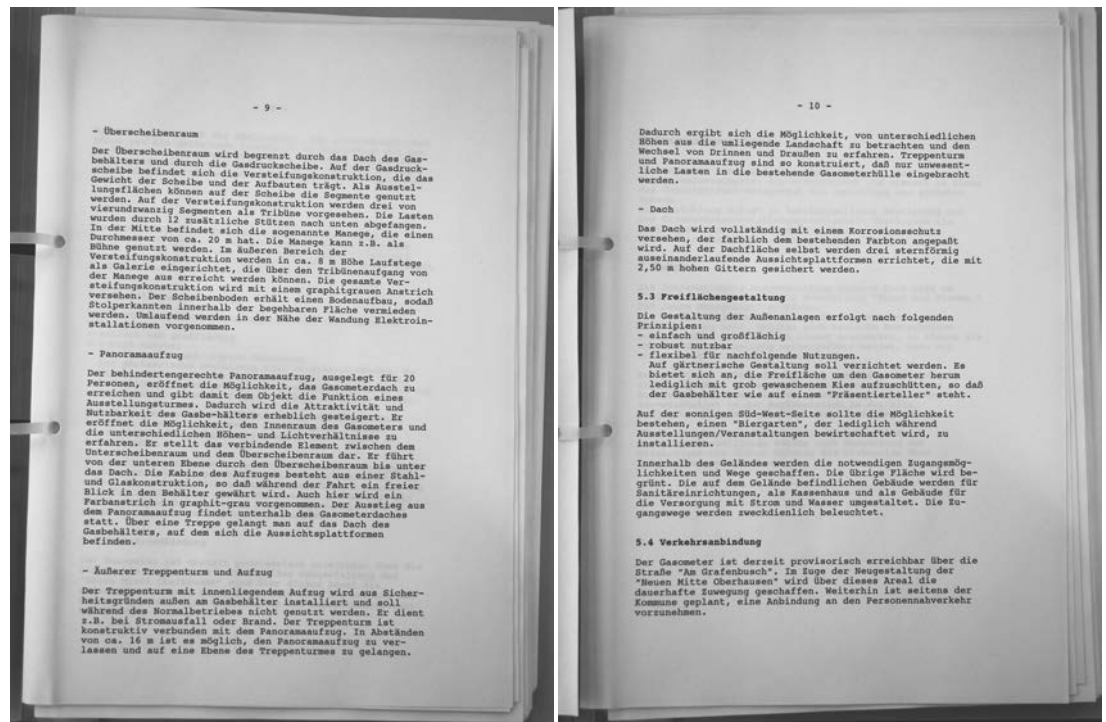 - 9 -
- Überscheibenraum
Der Überscheibenraum wird begrenzt durch das Dach des Gas-
behälters und durch die Gasdruckscheibe. Auf der Gasdruck-
scheibe befindet sich die Versteifungskonstruktion, die das
Gewicht der Scheibe und der Aufbauten trägt. Als Ausstel-
lungsflächen können auf der Scheibe die Segmente genutzt
werden. Auf der Versteifungskonstruktion werden drei von
vierundzwanzig Segmenten als Tribüne vorgesehen. Die Lasten
wurden durch 12 zusätzliche Stützen nach unten abgefangen.
In der Mitte befindet sich die sogenannte Manege, die einen
Durchmesser von ca. 20 m hat. Die Manege kann z.B. als
Bühne genutzt werden. Im äußeren Bereich der
Versteifungskonstruktion werden in ca. 8 m Höhe Laufstege
als Galerie eingerichtet, die über den Tribünenaufgang von
der Manege aus erreicht werden können. Die gesamte Ver-
steifungskonstruktion wird mit einem graphitgrauen Anstrich
versehen. Der Scheibenboden erhält einen Bodenaufbau, sodaß
Stolperkannten innerhalb der begehbaren Fläche vermieden
werden. Umlaufend werden in der Nähe der Wandung Elektroin-
stallationen vorgenommen.
- Panoramaaufzug
Der behindertengerechte Panoramaaufzug, ausgelegt für 20
Personen, eröffnet die Möglichkeit, das Gasometerdach zu
erreichen und gibt damit dem Objekt die Funktion eines
Ausstellungsturmes. Dadurch wird die Attraktivität und
Nutzbarkeit des Gasbe-hälters erheblich gesteigert. Er
eröffnet die Möglichkeit, den Innenraum des Gasometers und
die unterschiedlichen Höhen- und Lichtverhältnisse zu
erfahren. Er stellt das verbindende Element zwischen dem
Unterscheibenraum und dem Überscheibenraum dar. Er führt
von der unteren Ebene durch den Überscheibenraum bis unter
das Dach. Die Kabine des Aufzuges besteht aus einer Stahl-
und Glaskonstruktion, so daß während der Fahrt ein freier
Blick in den Behälter gewährt wird. Auch hier wird ein
Farbanstrich in graphit-grau vorgenommen. Der Ausstieg aus
dem Panoramaaufzug findet unterhalb des Gasometerdaches
statt. Über eine Treppe gelangt man auf das Dach des
Gasbehälters, auf dem sich die Aussichtsplattformen
befinden.
- Äußerer Treppenturm und Aufzug
Der Treppenturm mit innenliegendem Aufzug wird aus Sicher-
heitsgründen außen am Gasbehälter installiert und soll
während des Normalbetriebes nicht genutzt werden. Er dient
z.B. bei Stromausfall oder Brand. Der Treppenturm ist
konstruktiv verbunden mit dem Panoramaaufzug. In Abständen
von ca. 16 m ist es möglich, den Panoramaaufzug zu ver-
lassen und auf eine Ebene des Treppenturmes zu gelangen.
- 10 -
Dadurch ergibt sich die Möglichkeit, von unterschiedlichen
Höhen aus die umliegende Landschaft zu betrachten und den
Wechsel von Drinnen und Draußen zu erfahren. Treppenturm
und Panoramaaufzug sind so konstruiert, daß nur unwesent-
liche Lasten in die bestehende Gasometerhülle eingebracht
werden.
- Dach
Das Dach wird vollständig mit einem Korrosionsschutz
versehen, der farblich dem bestehenden Farbton angepaßt
wird. Auf der Dachfläche selbst werden drei sternförmig
auseinanderlaufende Aussichtsplattformen errichtet, die mit
2,50 m hohen Gittern gesichert werden.
5.3 Freiflächengestaltung
Die Gestaltung der Außenanlagen erfolgt nach folgenden
Prinzipien:
- einfach und großflächig
- robust nutzbar
- flexibel für nachfolgende Nutzungen.
Auf gärtnerische Gestaltung soll verzichtet werden. Es
bietet sich an, die Freifläche um den Gasometer herum
lediglich mit grob gewaschenem Kies aufzuschütten, so daß
der Gasbehälter wie auf einem "Präsentierteller" steht.
Auf der sonnigen Süd-West-Seite sollte die Möglichkeit
bestehen, einen "Biergarten", der lediglich während
Ausstellungen/Veranstaltungen bewirtschaftet wird, zu
installieren.
Innerhalb des Geländes werden die notwendigen Zugangsmög-
lichkeiten und Wege geschaffen. Die übrige Fläche wird be-
grünt. Die auf dem Gelände befindlichen Gebäude werden für
Sanitäreinrichtungen, als Kassenhaus und als Gebäude für
die Versorgung mit Strom und Wasser umgestaltet. Die Zu-
gangswege werden zweckdienlich beleuchtet.
5.4 Verkehrsanbindung
Der Gasometer ist derzeit provisorisch erreichbar über die
Straße "Am Grafenbusch". Im Zuge der Neugestaltung der
"Neuen Mitte Oberhausen" wird über dieses Areal die
dauerhafte Zuwegung geschaffen. Weiterhin ist seitens der
Kommune geplant, eine Anbindung an den Personennahverkehr
vorzunehmen.